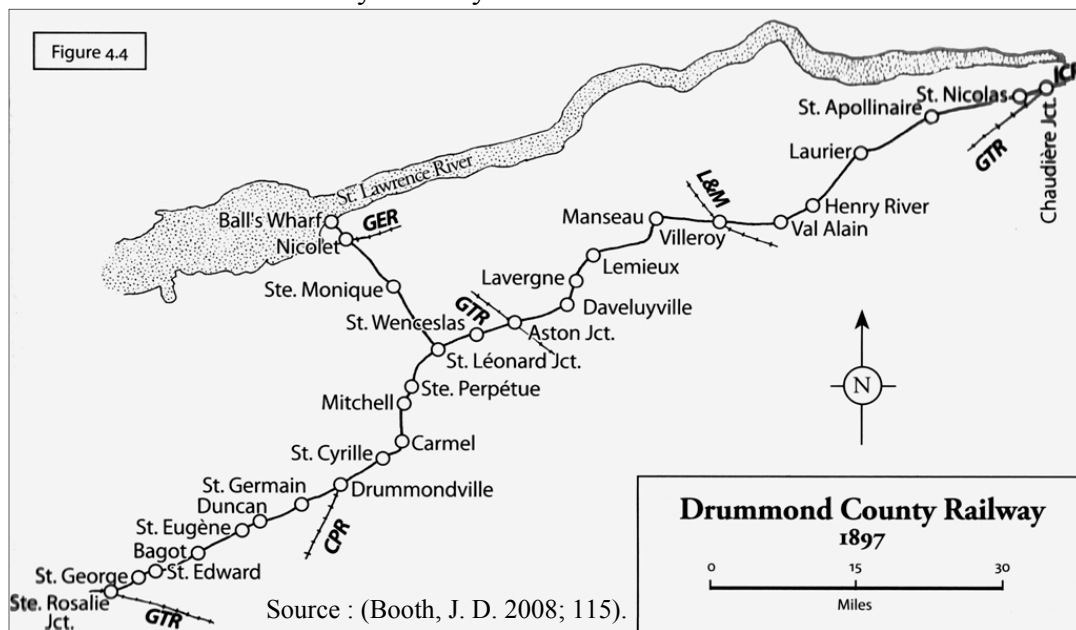 Figure 4.4
ICR
St. Nicolas
St. Apollinaire
GTR
Chaudière Jct.
Laurier
St. Lawrence River
L&M
Henry River
Manseau
Ball's Wharf
GER
Villeroy
Val Alain
Nicolet
Lemieux
Lavergne
Ste. Monique
Daveluyville
GTR
St. Wenceslas
Aston Jct.
St. Léonard Jct.
N
Ste. Perpétue
Mitchell
Carmel
St. Cyrille
St. Germain
Drummondville
Duncan
St. Eugène
CPR
Bagot
St. George
St. Edward
Ste. Rosalie
Jct.
GTR
Source : (Booth, J. D. 2008; 115).
Drummond County Railway
1897
0 15 30
Miles